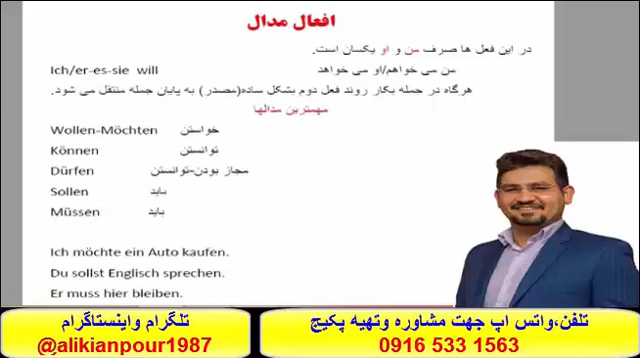 افعال مدال
در این فعل ها صرف من و او یکسان است.
Ich/er-es-sie will من می خواهم/او می خواهد
هرگاه در جمله بکار روند فعل دوم بشکل ساده(مصدر) به پایان جمله منتقل می شود.
مهمترین مدالها
Wollen-Möchten خواستن
Können توانستن
Dürfen مجاز بودن-توانستن
Sollen باید
Müssen باید
Ich möchte ein Auto kaufen.
Du sollst Englisch sprechen.
Er muss hier bleiben.
تلگرام واینستاگرام
@alikianpour1987
تلفن،واتس اپ جهت مشاوره وتهیه پکیج
0916 533 1563